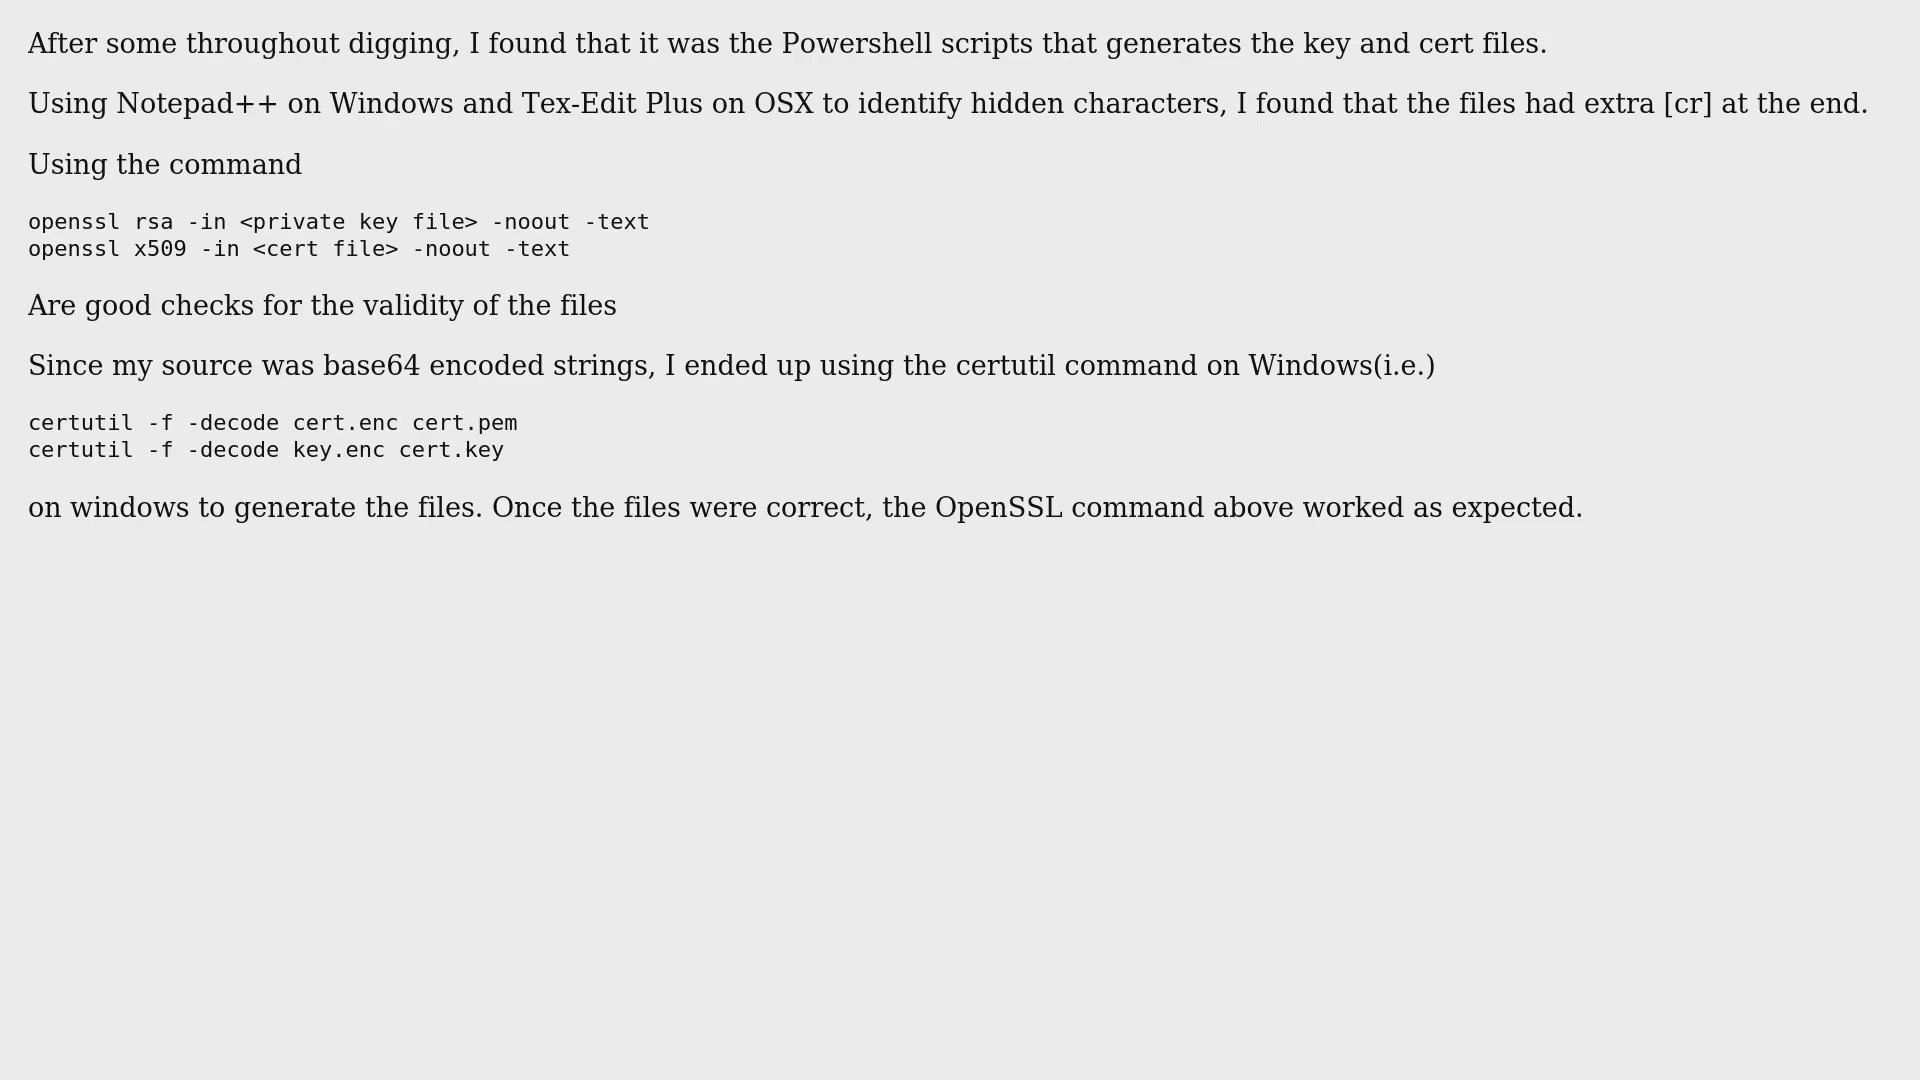 After some throughout digging, I found that it was the Powershell scripts that generates the key and cert files.
Using Notepad++ on Windows and Tex-Edit Plus on OSX to identify hidden characters, I found that the files had extra [cr] at the end.
Using the command
openssl rsa -in <private key file> -noout -text
openssl x509 -in <cert file> -noout -text
Are good checks for the validity of the files
Since my source was base64 encoded strings, I ended up using the certutil command on Windows(i.e.)
certutil -f -decode cert.enc cert.pem
certutil -f -decode key.enc cert.key
on windows to generate the files. Once the files were correct, the OpenSSL command above worked as expected.